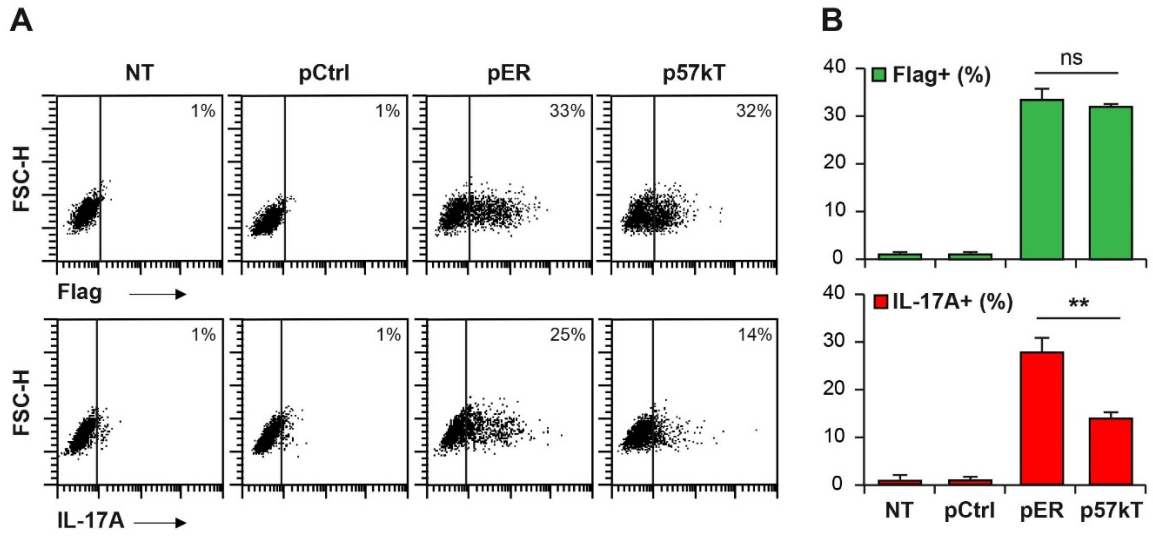 A
B
NT pCtrl pER p57kT
FSC-H
1% 1% 33% 32%
Flag
FSC-H
1% 1% 25% 14%
IL-17A
Flag+ (%)
ns
40
30
20
10
0
IL-17A+ (%)
**
40
30
20
10
0
NT pCtrl pER p57kT